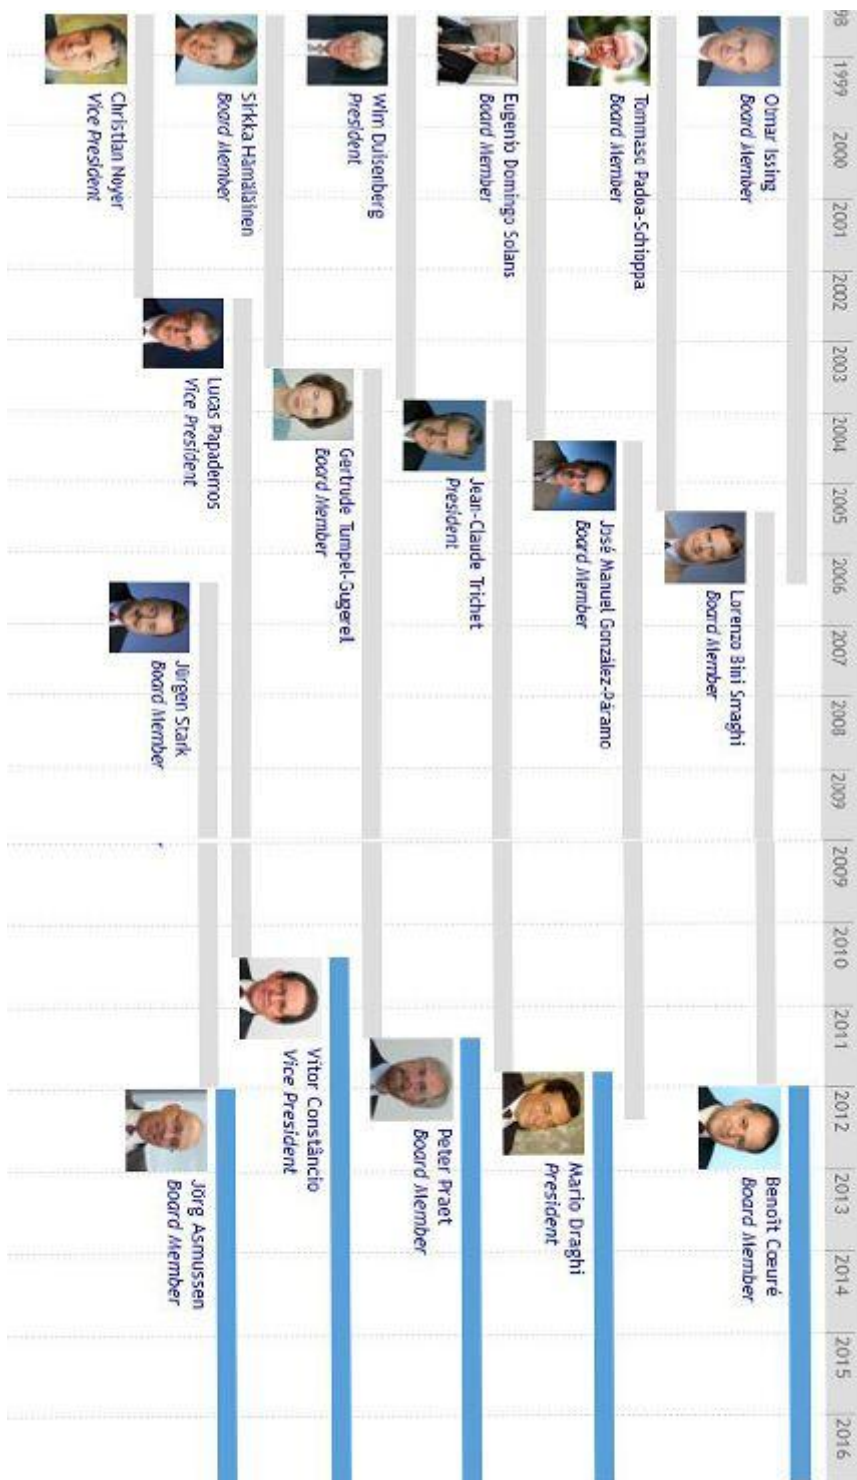 98 1999 2000 2001 2002 2003 2004 2005 2006 2007 2008 2009 2009 2010 2011 2012 2013 2014 2015 2016
Otmar Issing
Board Member
Benoît Cœuré
Board Member
Lorenzo Bini Smaghi
Board Member
Tommaso Padoa-Schioppa
Board Member
José Manuel González-Páramo
Board Member
Mario Draghi
President
Eugenio Domingo Solans
Board Member
Jean-Claude Trichet
President
Peter Praet
Board Member
Wim Duisenberg
President
Gertrude Tumpel-Gugerell
Board Member
Vítor Constâncio
Vice President
Sirkka Hämäläinen
Board Member
Lucas Papademos
Vice President
Jörg Asmussen
Board Member
Jürgen Stark
Board Member
Christian Noyer
Vice President